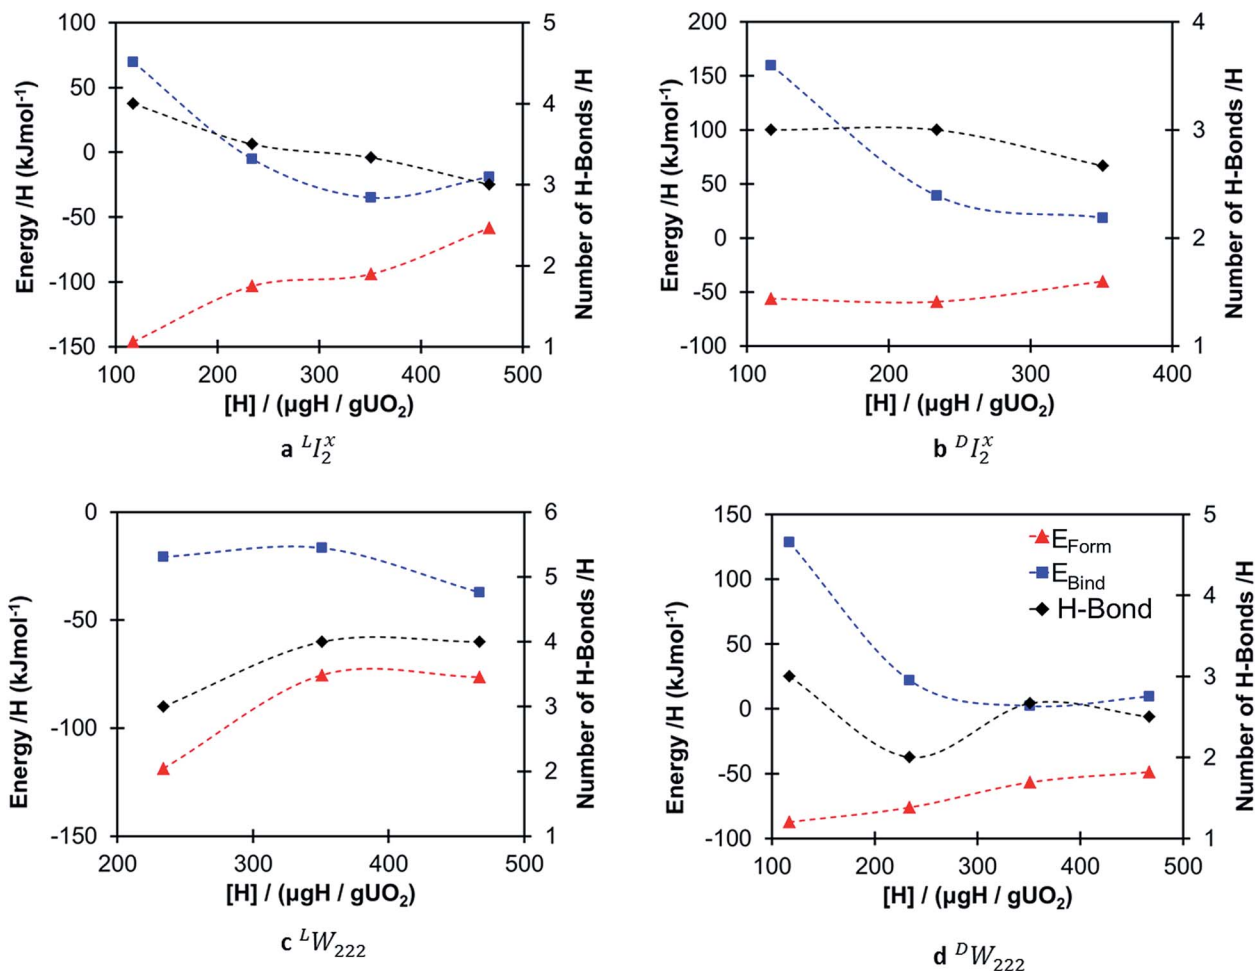 100
50
0
-50
-100
-150
5
4
3
2
1
100 200 300 400 500
Energy /H (kJmol⁻¹)
Number of H-Bonds /H
[H] / (µgH / gUO₂)
a ᴸI₂ˣ
200
150
100
50
0
-50
-100
4
3
2
1
100 200 300 400
Energy /H (kJmol⁻¹)
Number of H-Bonds /H
[H] / (µgH / gUO₂)
b ᴰI₂ˣ
0
-50
-100
-150
6
5
4
3
2
1
200 300 400 500
Energy /H (kJmol⁻¹)
Number of H-Bonds /H
[H] / (µgH / gUO₂)
c ᴸW₂₂₂
150
100
50
0
-50
-100
5
4
3
2
1
E_Form
E_Bind
H-Bond
100 200 300 400 500
Energy /H (kJmol⁻¹)
Number of H-Bonds /H
[H] / (µgH / gUO₂)
d ᴰW₂₂₂